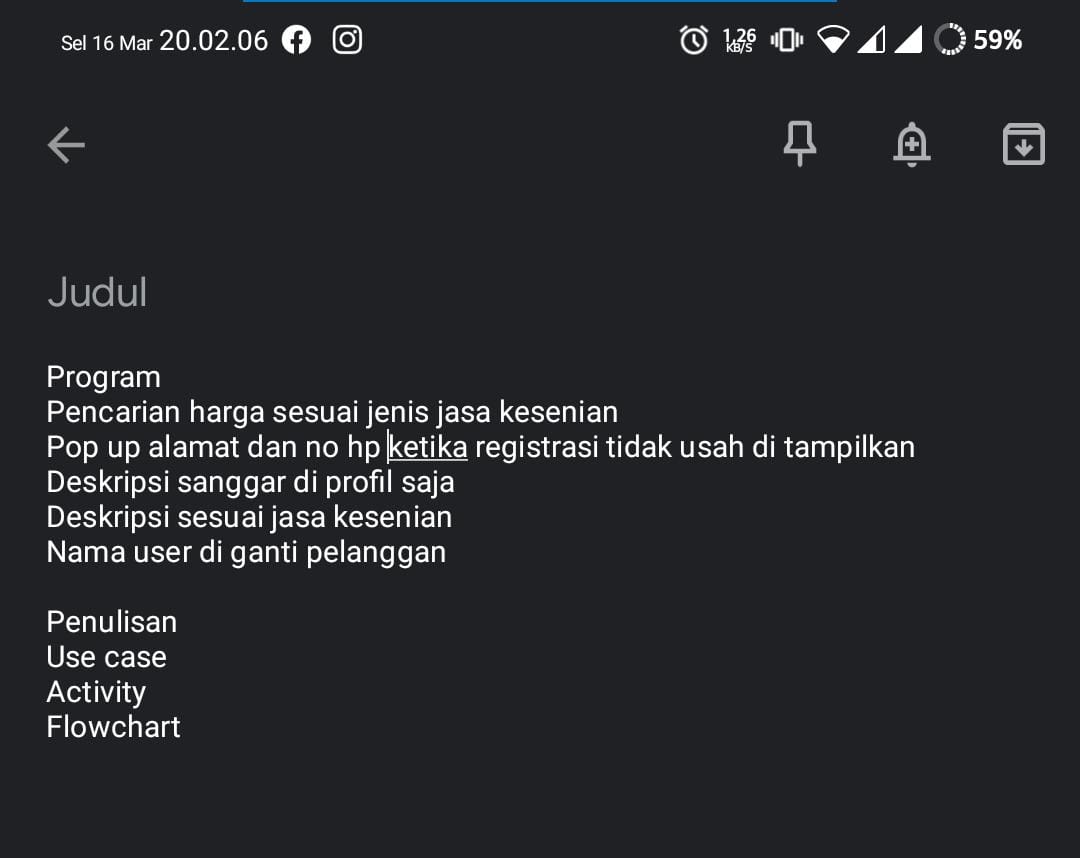 Sel 16 Mar 20.02.06 1,26 KB/S 59%
Judul
Program
Pencarian harga sesuai jenis jasa kesenian
Pop up alamat dan no hp ketika registrasi tidak usah di tampilkan
Deskripsi sanggar di profil saja
Deskripsi sesuai jasa kesenian
Nama user di ganti pelanggan
Penulisan
Use case
Activity
Flowchart